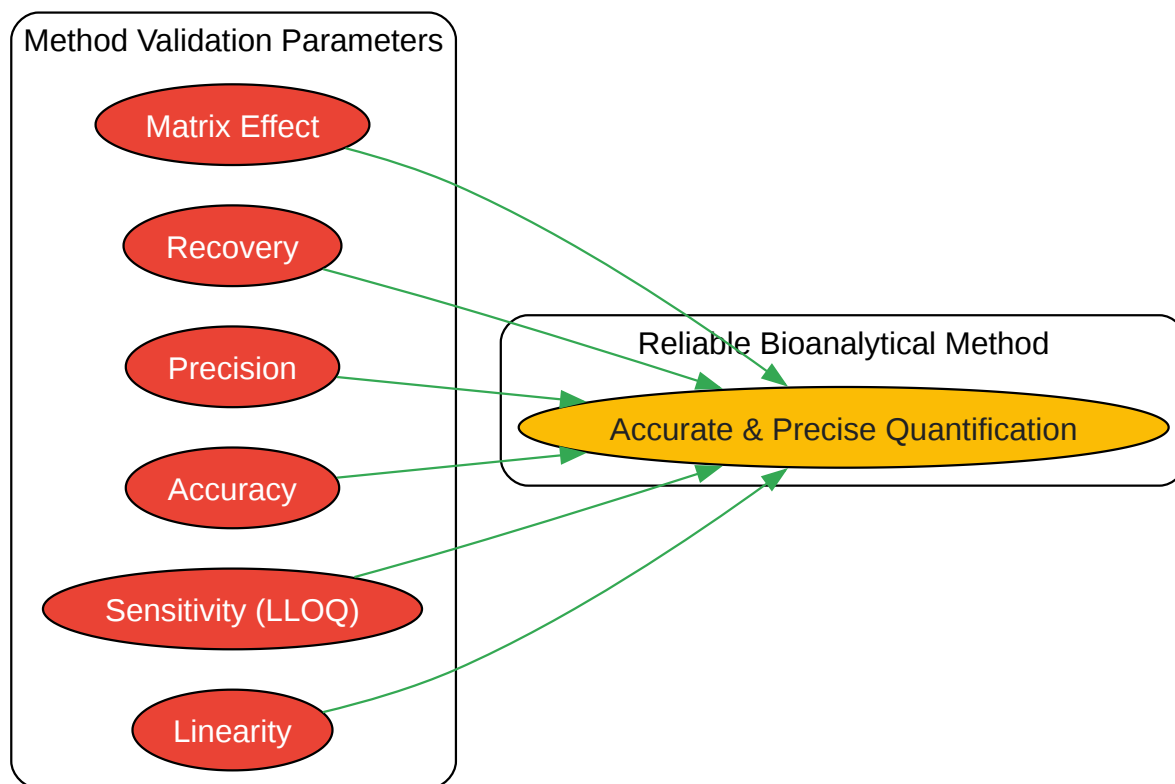 Method Validation Parameters
Matrix Effect
Recovery
Precision
Accuracy
Sensitivity (LLOQ)
Linearity
Reliable Bioanalytical Method
Accurate & Precise Quantification